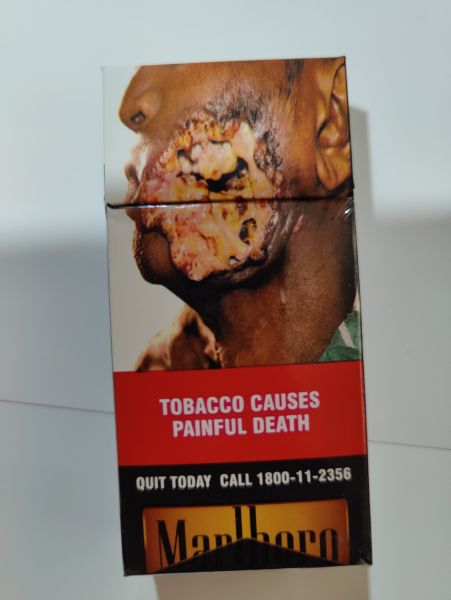 TOBACCO CAUSES
PAINFUL DEATH
QUIT TODAY CALL 1800-11-2356
Marlboro